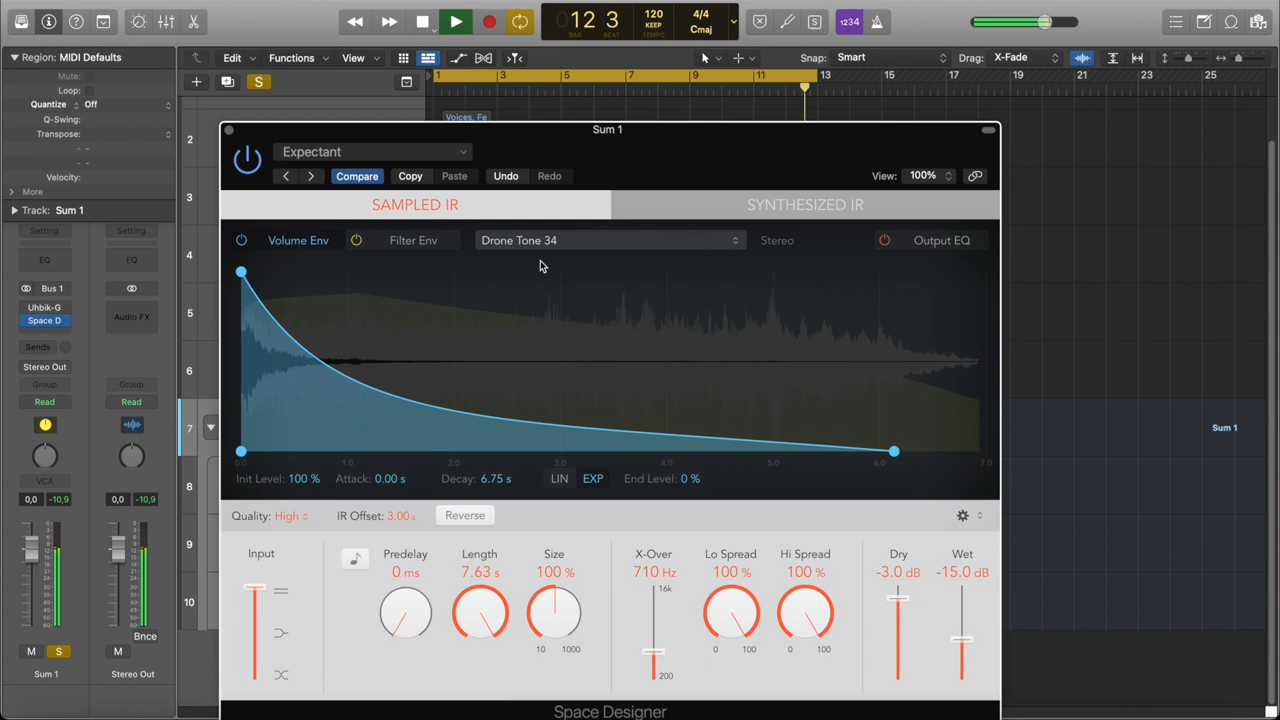 12 3
BAR BEAT
120
KEEP
TEMPO
4/4
Cmaj
1234
Region: MIDI Defaults
Mute:
Loop:
Quantize Off
Q-Swing:
Transpose:
Velocity:
More
Track: Sum 1
Edit Functions View
Snap: Smart
Drag: X-Fade
S
1 3 5 7 9 11 13 15 17 19 21 23 25
Voices, Fe
2
3
4
5
6
7
8
9
10
Sum 1
Setting Setting
EQ EQ
Bus 1
Uhbik-G
Space D
Audio FX
Sends
Stereo Out
Group Group
Read Read
VCA
0,0 -10,9 0,0 -10,9
Bnce
M S M
Sum 1 Stereo Out
Sum 1
Expectant
Compare Copy Paste Undo Redo
View: 100%
SAMPLED IR SYNTHESIZED IR
Volume Env Filter Env Drone Tone 34 Stereo Output EQ
0.0 1.0 2.0 3.0 4.0 5.0 6.0 7.0
Init Level: 100 % Attack: 0.00 s Decay: 6.75 s LIN EXP End Level: 0 %
Quality: High IR Offset: 3.00 s Reverse
Input Predelay Length Size X-Over Lo Spread Hi Spread Dry Wet
0 ms 7.63 s 100 % 710 Hz 100 % 100 % -3.0 dB -15.0 dB
16k
10 1000 0 100 0 100
200
Space Designer